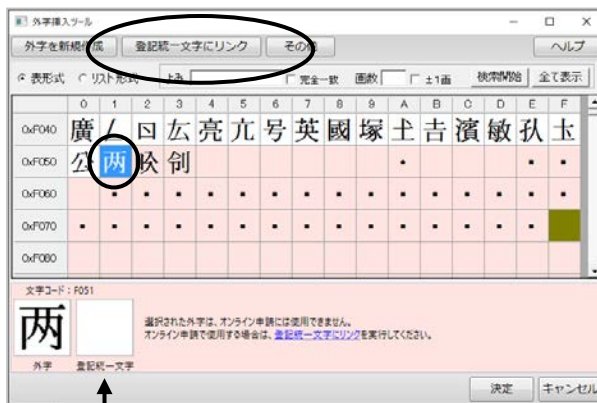 外字挿入ツール
外字を新規作成 登記統一文字にリンク その他 ヘルプ
表形式 リスト形式 よみ 完全一致 画数 ±1画 検索開始 全て表示
0 1 2 3 4 5 6 7 8 9 A B C D E F
0xF040 廣 𠂉 囙 厷 亮 亢 号 英 國 塚 𡈽 𠮷 濱 敏 㧒 圡
0xF050 公 两 㕁 刽
0xF060
0xF070
0xF080
文字コード : F051
两
選択された外字は、オンライン申請には使用できません。
オンライン申請で使用する場合は、登記統一文字にリンクを実行してください。
外字 登記統一文字
決定 キャンセル